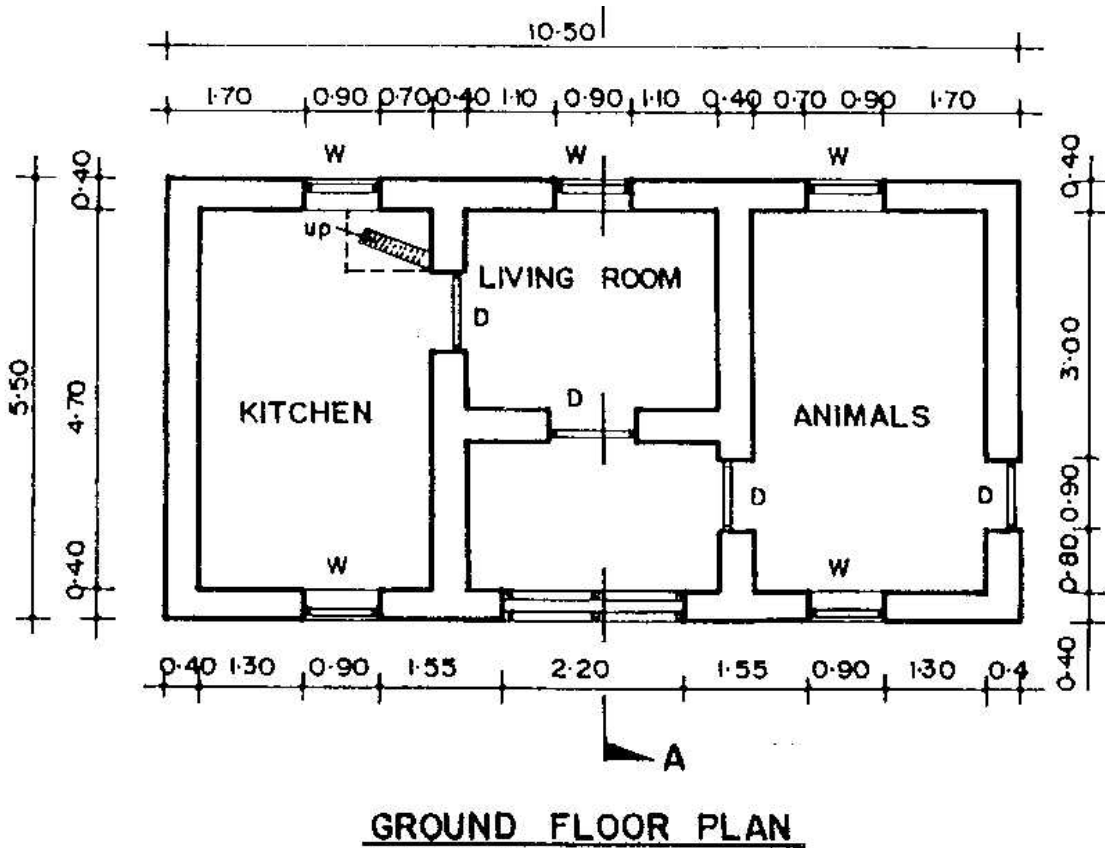 10·50
1·70 0·90 0·70 0·40 1·10 0·90 1·10 0·40 0·70 0·90 1·70
W W W
0·40
0·40
up
LIVING ROOM
D
3·00
5·50
4·70
KITCHEN
D
ANIMALS
D
D
0·90
W
W
0·80
0·40
0·40
0·40 1·30 0·90 1·55 2·20 1·55 0·90 1·30 0·4
A
GROUND FLOOR PLAN